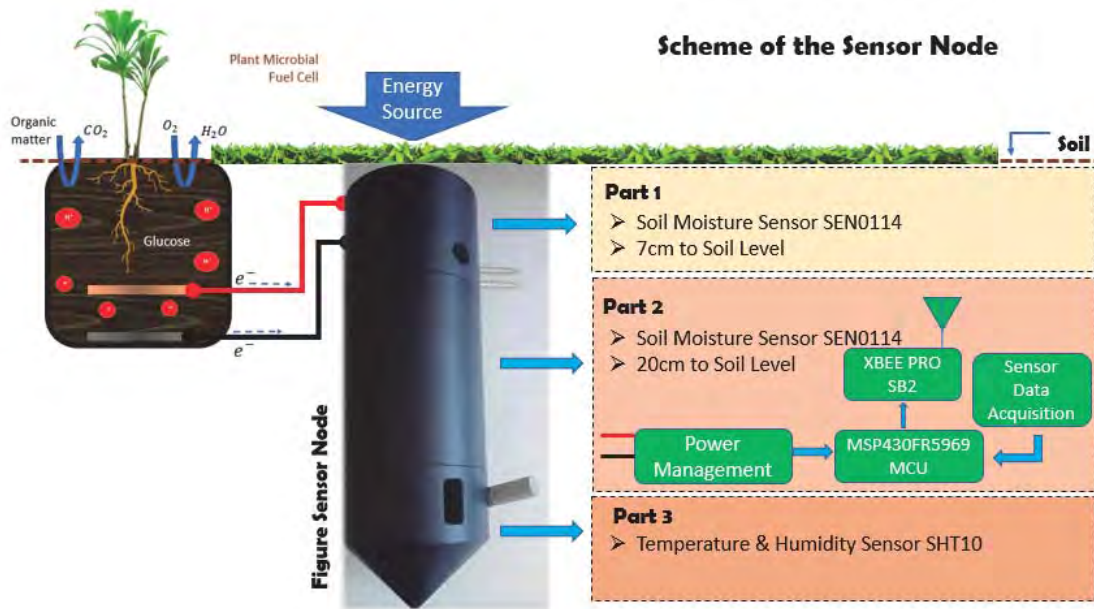 Scheme of the Sensor Node
Plant Microbial
Fuel Cell
Energy
Source
Organic
matter
CO₂
O₂
H₂O
Soil
H⁺
H⁺
Glucose
H⁺
e⁻
e⁻
Figure Sensor Node
Part 1
➢ Soil Moisture Sensor SEN0114
➢ 7cm to Soil Level
Part 2
➢ Soil Moisture Sensor SEN0114
➢ 20cm to Soil Level
XBEE PRO
SB2
Sensor
Data
Acquisition
Power
Management
MSP430FR5969
MCU
Part 3
➢ Temperature & Humidity Sensor SHT10